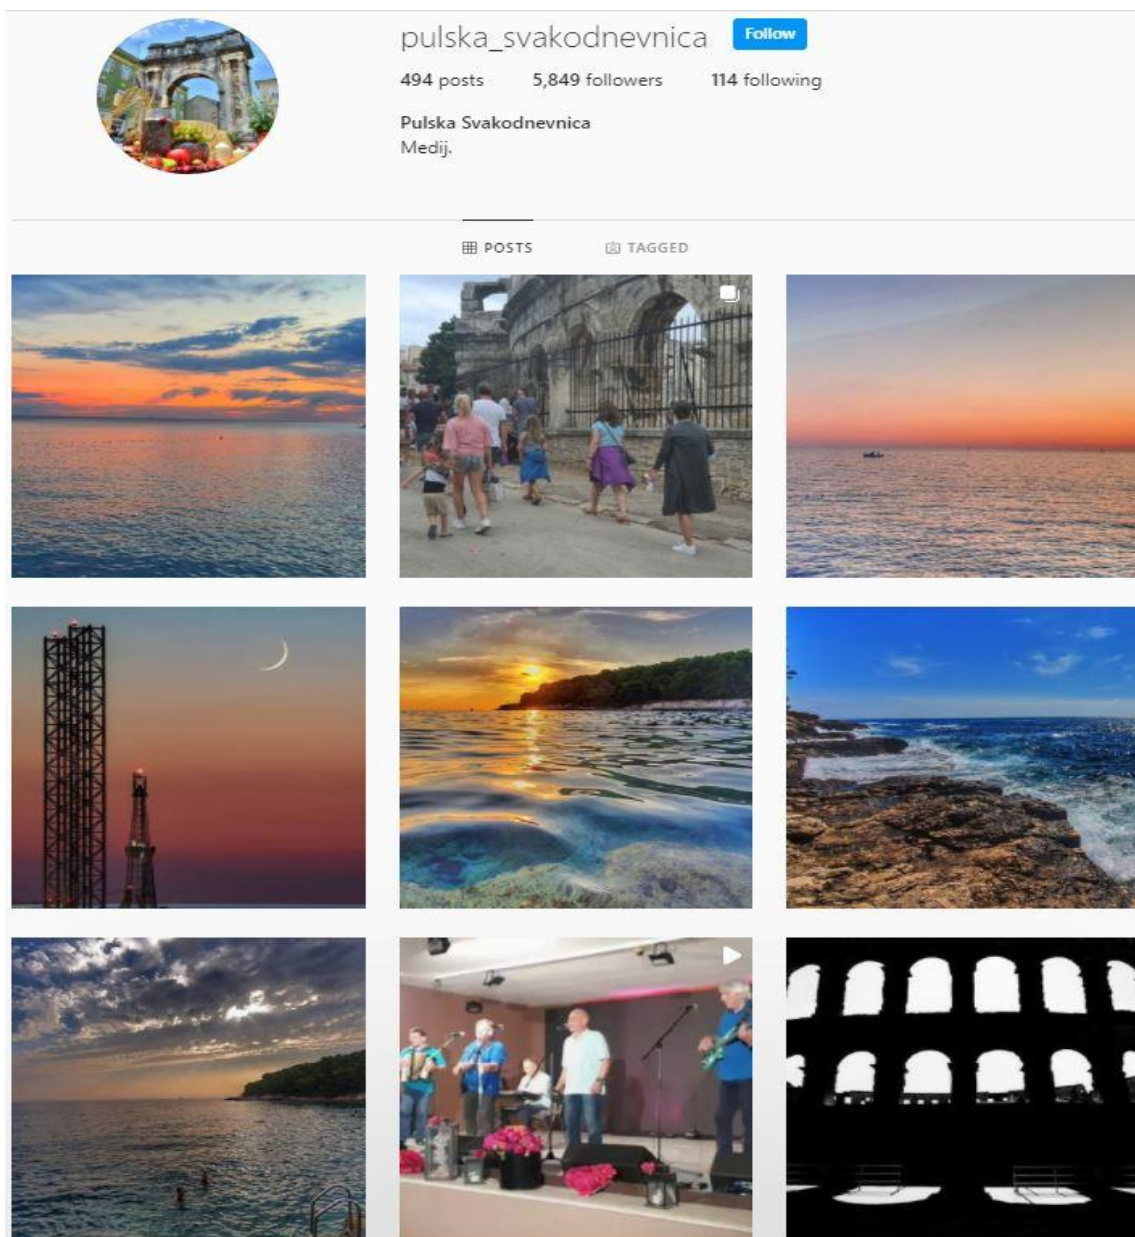 pulska_svakodnevnica Follow
494 posts 5,849 followers 114 following
Pulska Svakodnevnica
Medij.
POSTS TAGGED